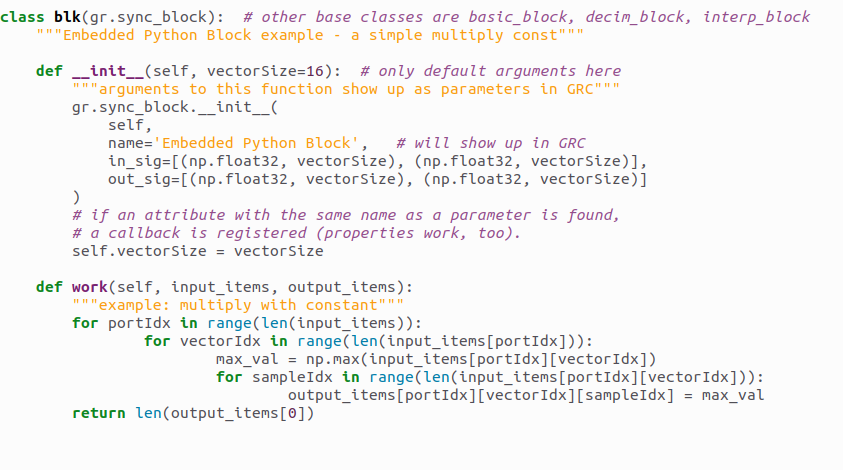 class blk(gr.sync_block):  # other base classes are basic_block, decim_block, interp_block
    """Embedded Python Block example - a simple multiply const"""

    def __init__(self, vectorSize=16):  # only default arguments here
        """arguments to this function show up as parameters in GRC"""
        gr.sync_block.__init__(
            self,
            name='Embedded Python Block',   # will show up in GRC
            in_sig=[(np.float32, vectorSize), (np.float32, vectorSize)],
            out_sig=[(np.float32, vectorSize), (np.float32, vectorSize)]
        )
        # if an attribute with the same name as a parameter is found,
        # a callback is registered (properties work, too).
        self.vectorSize = vectorSize

    def work(self, input_items, output_items):
        """example: multiply with constant"""
        for portIdx in range(len(input_items)):
                for vectorIdx in range(len(input_items[portIdx])):
                        max_val = np.max(input_items[portIdx][vectorIdx])
                        for sampleIdx in range(len(input_items[portIdx][vectorIdx])):
                                output_items[portIdx][vectorIdx][sampleIdx] = max_val
        return len(output_items[0])